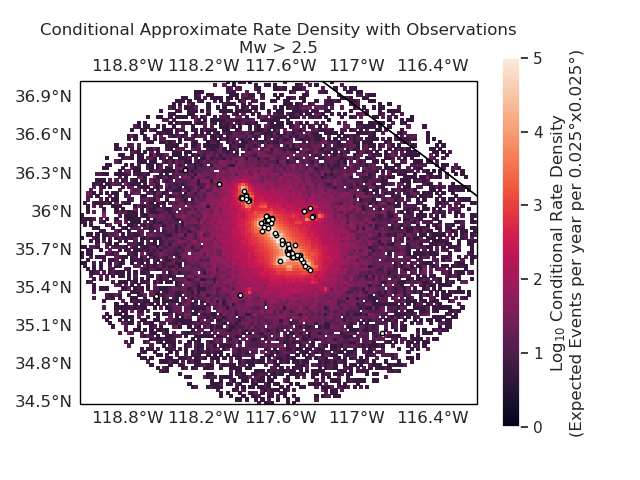 Conditional Approximate Rate Density with Observations
Mw > 2.5
118.8°W 118.2°W 117.6°W 117°W 116.4°W
36.9°N
36.6°N
36.3°N
36°N
35.7°N
35.4°N
35.1°N
34.8°N
34.5°N
118.8°W 118.2°W 117.6°W 117°W 116.4°W
5
4
3
2
1
0
Log₁₀ Conditional Rate Density
(Expected Events per year per 0.025°x0.025°)